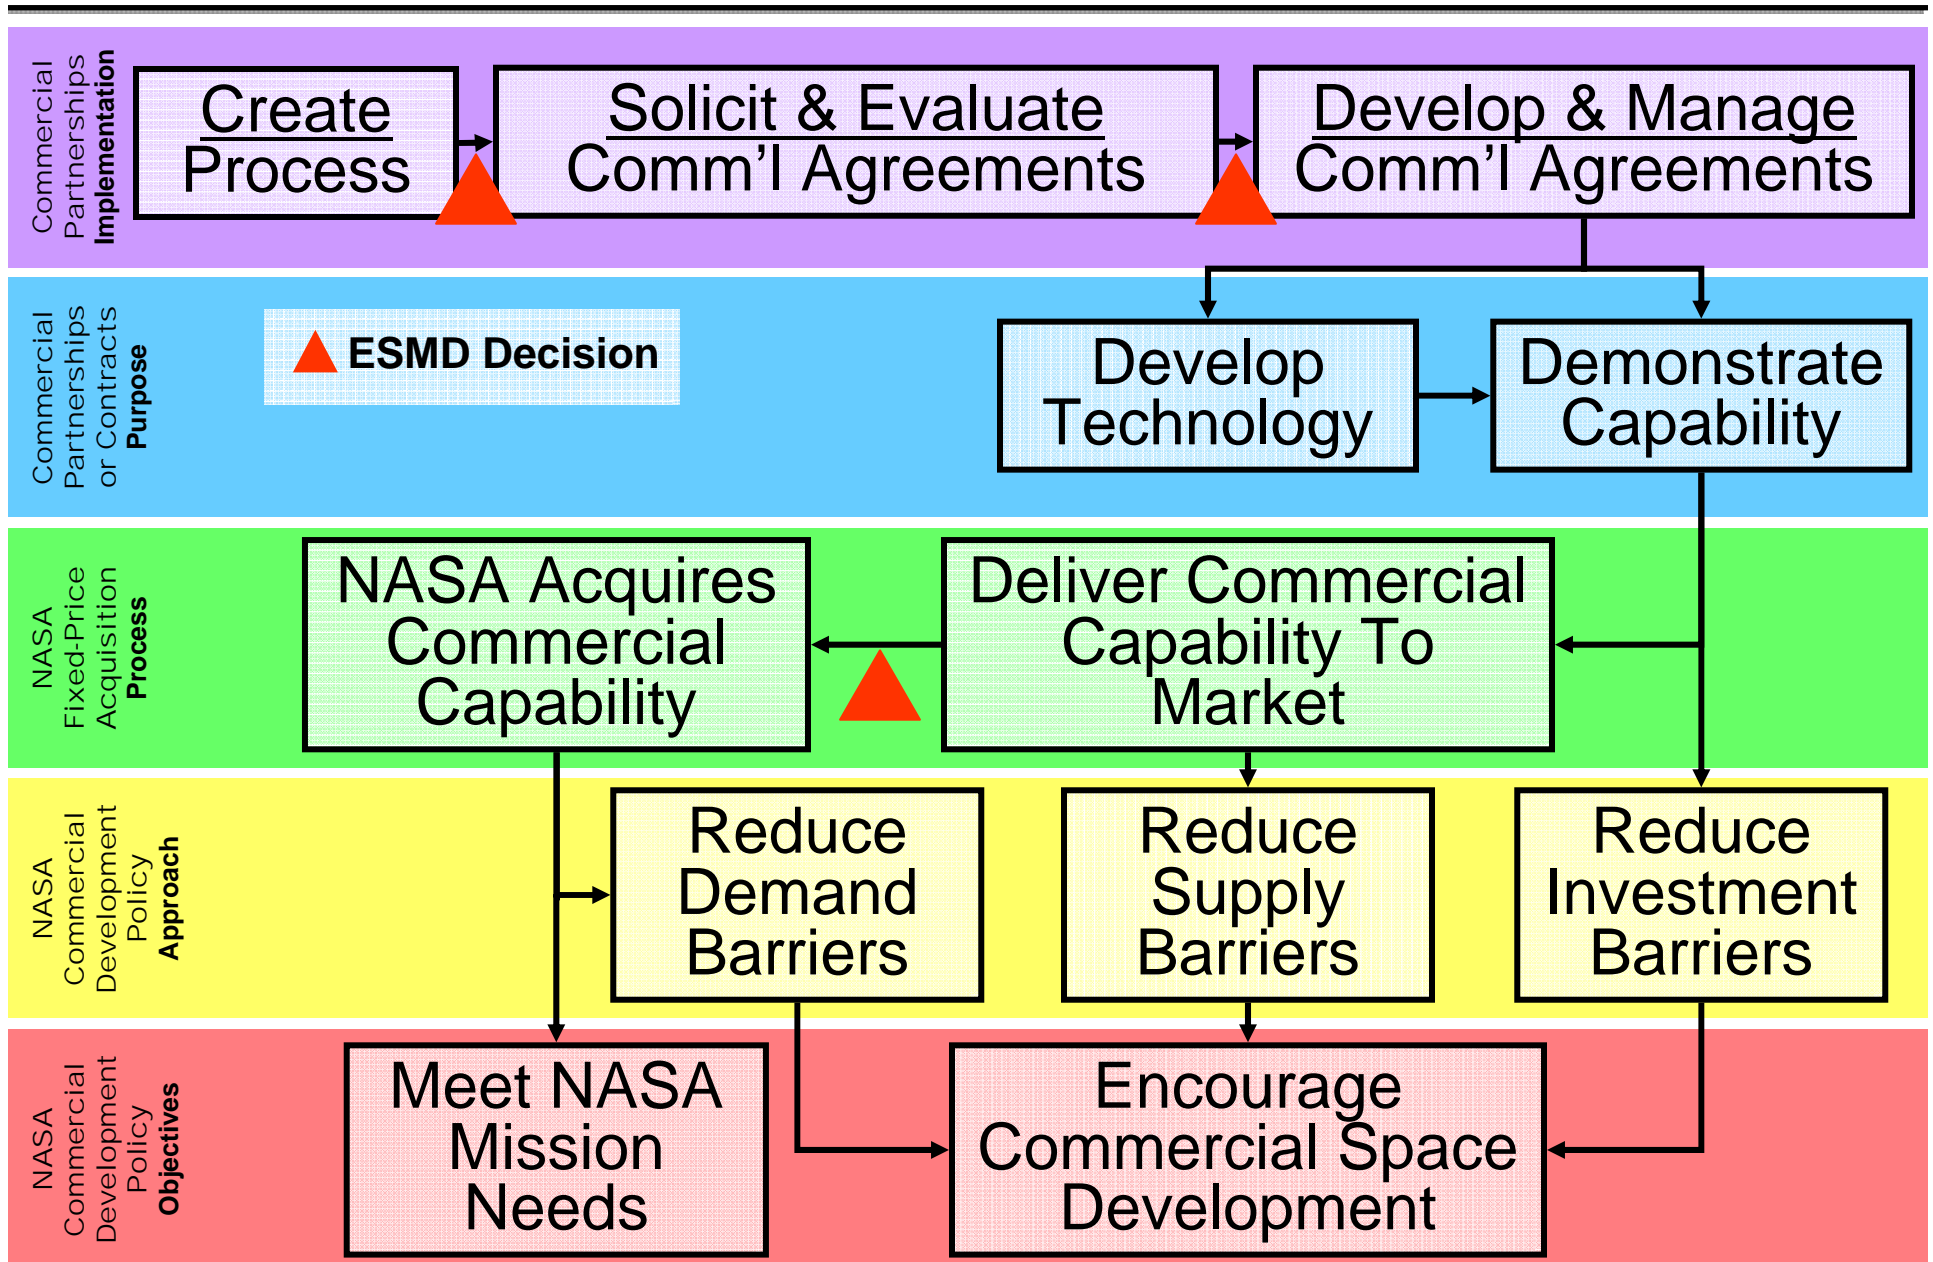 Commercial
Partnerships
Implementation
Create
Process
Solicit & Evaluate
Comm'l Agreements
Develop & Manage
Comm'l Agreements
Commercial
Partnerships
or Contracts
Purpose
ESMD Decision
Develop
Technology
Demonstrate
Capability
NASA
Fixed-Price
Acquisition
Process
NASA Acquires
Commercial
Capability
Deliver Commercial
Capability To
Market
NASA
Commercial
Development
Policy
Approach
Reduce
Demand
Barriers
Reduce
Supply
Barriers
Reduce
Investment
Barriers
NASA
Commercial
Development
Policy
Objectives
Meet NASA
Mission
Needs
Encourage
Commercial Space
Development